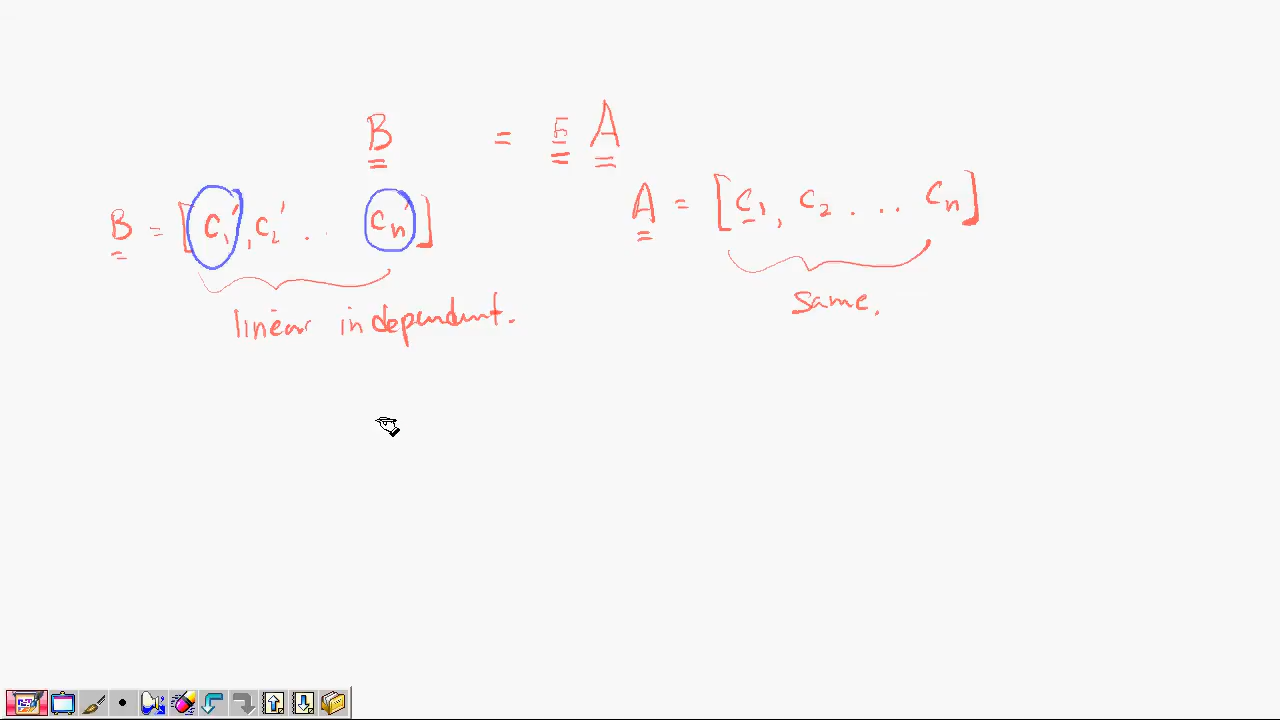 B = E A
B = [c₁', c₂' . . cₙ']
A = [c₁, c₂ . . . cₙ]
linear independent.
same.